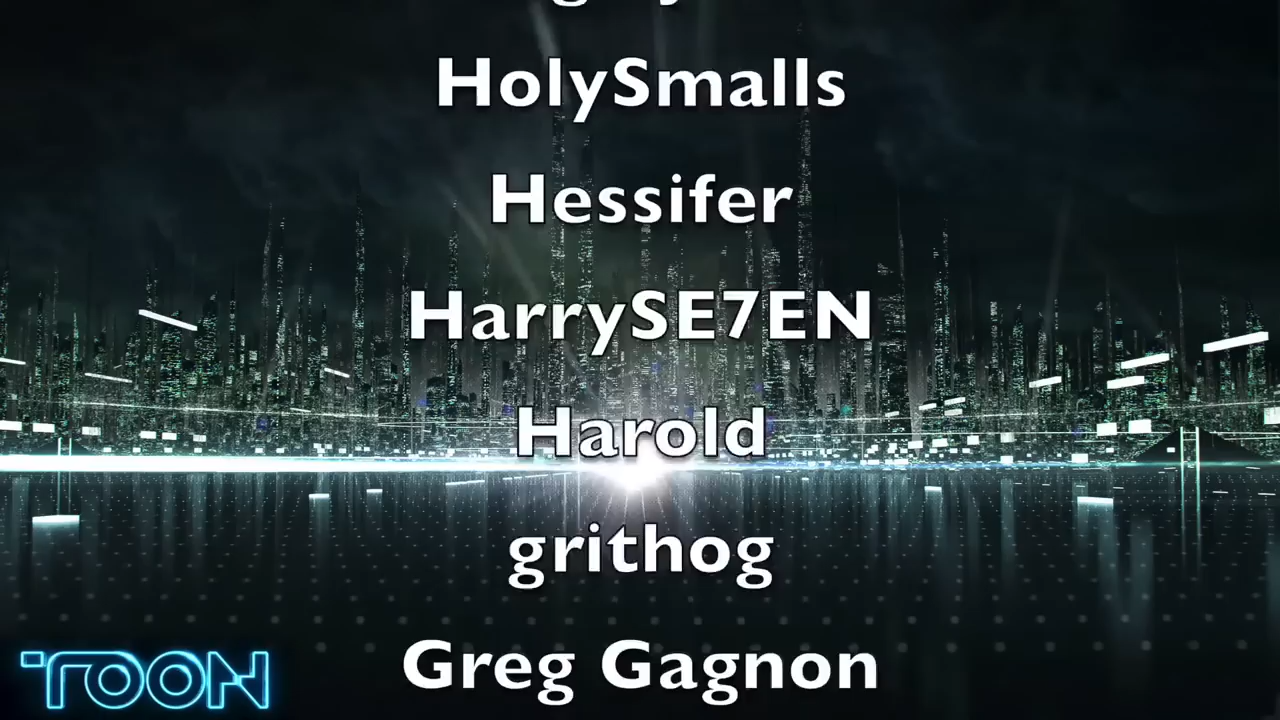 HolySmalls
Hessifer
HarrySE7EN
Harold
grithog
Greg Gagnon
TOON